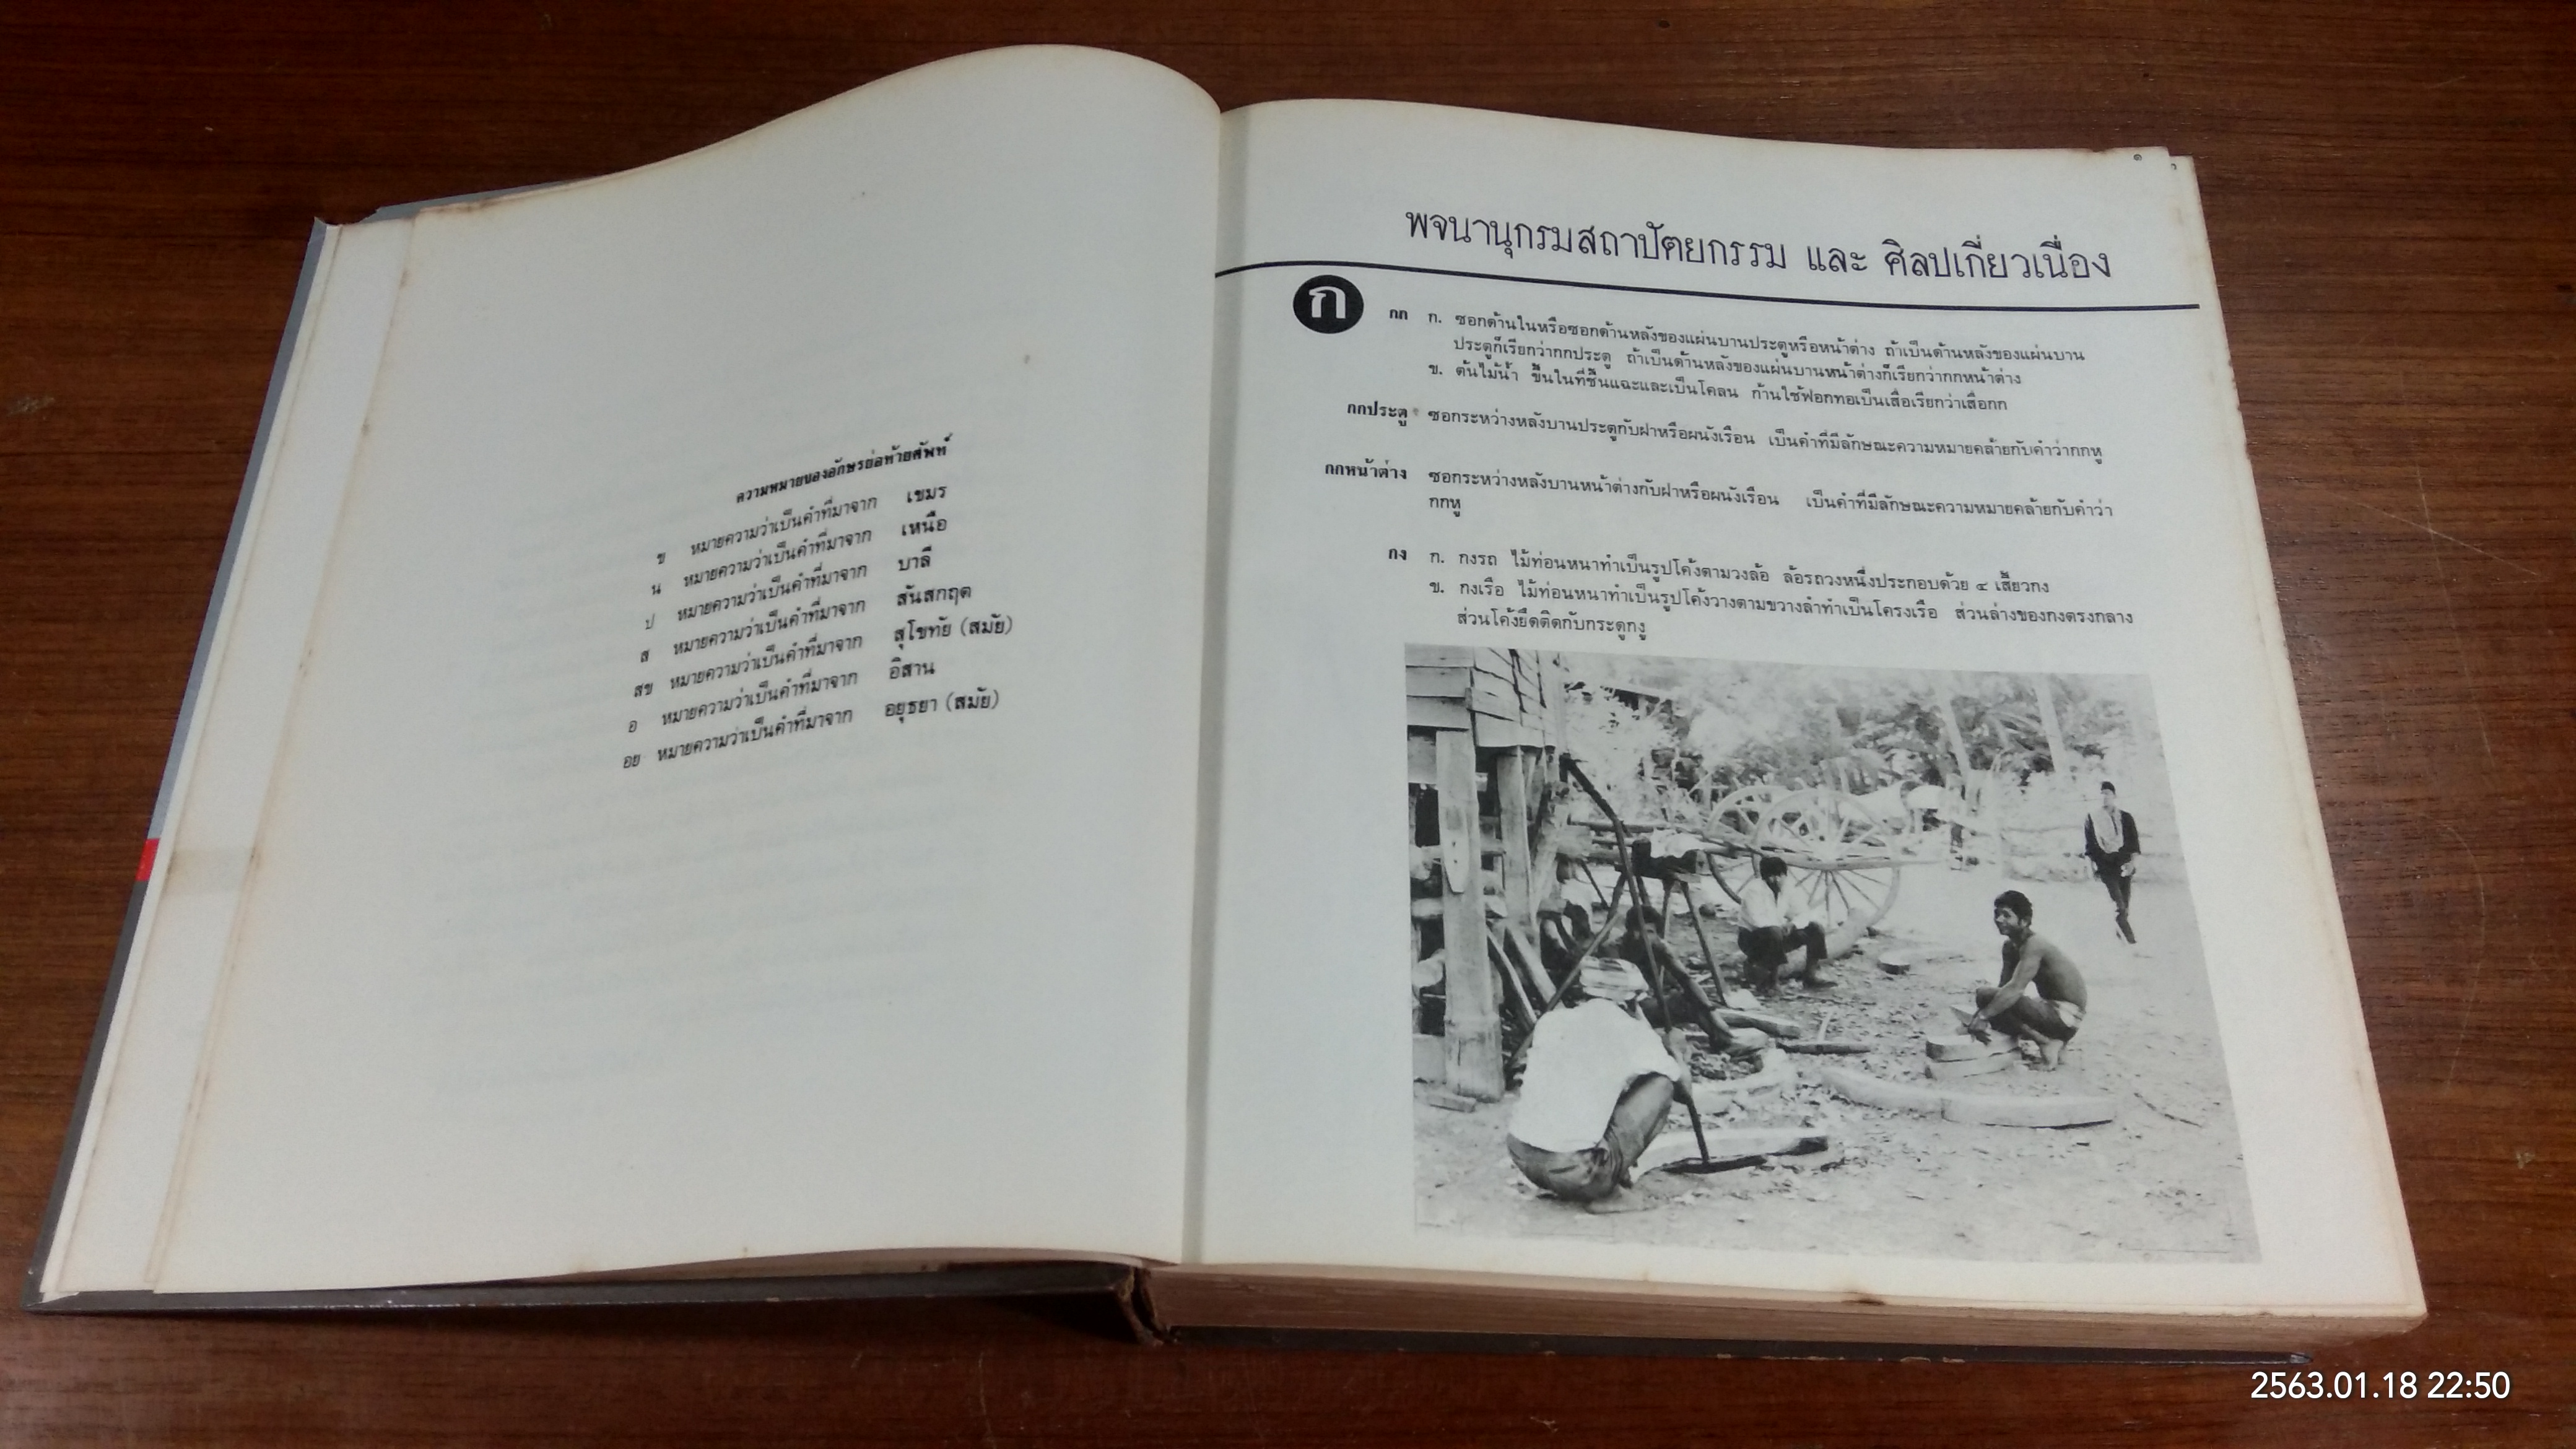 ความหมายของอักษรย่อท้ายศัพท์
ข หมายความว่าเป็นคำที่มาจาก เขมร
น หมายความว่าเป็นคำที่มาจาก เหนือ
ป หมายความว่าเป็นคำที่มาจาก บาลี
ส หมายความว่าเป็นคำที่มาจาก สันสกฤต
สข หมายความว่าเป็นคำที่มาจาก สุโขทัย (สมัย)
อ หมายความว่าเป็นคำที่มาจาก อิสาน
อย หมายความว่าเป็นคำที่มาจาก อยุธยา (สมัย)
๑
พจนานุกรมสถาปัตยกรรม และ ศิลปเกี่ยวเนื่อง
ก
กก ก. ซอกด้านในหรือซอกด้านหลังของแผ่นบานประตูหรือหน้าต่าง ถ้าเป็นด้านหลังของแผ่นบาน
ประตูก็เรียกว่ากกประตู ถ้าเป็นด้านหลังของแผ่นบานหน้าต่างก็เรียกว่ากกหน้าต่าง
ข. ต้นไม้น้ำ ขึ้นในที่ชื้นแฉะและเป็นโคลน ก้านใช้ฟอกทอเป็นเสื่อเรียกว่าเสื่อกก
กกประตู ซอกระหว่างหลังบานประตูกับฝาหรือผนังเรือน เป็นคำที่มีลักษณะความหมายคล้ายกับคำว่ากกหู
กกหน้าต่าง ซอกระหว่างหลังบานหน้าต่างกับฝาหรือผนังเรือน เป็นคำที่มีลักษณะความหมายคล้ายกับคำว่า
กกหู
กง ก. กงรถ ไม้ท่อนหนาทำเป็นรูปโค้งตามวงล้อ ล้อรถวงหนึ่งประกอบด้วย ๔ เสี้ยวกง
ข. กงเรือ ไม้ท่อนหนาทำเป็นรูปโค้งวางตามขวางลำทำเป็นโครงเรือ ส่วนล่างของกงตรงกลาง
ส่วนโค้งยึดติดกับกระดูกงู
2563.01.18 22:50